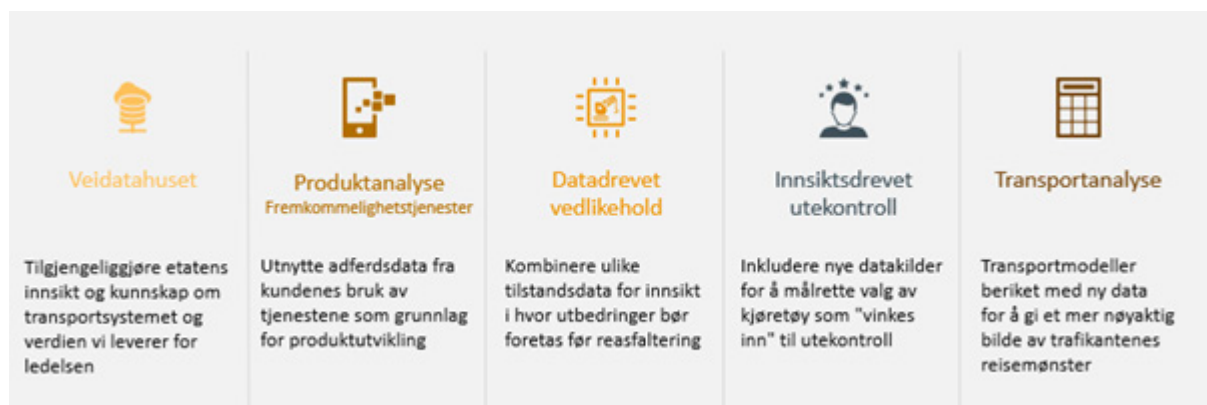 Veidatahuset
Tilgjengeliggjøre etatens
innsikt og kunnskap om
transportsystemet og
verdien vi leverer for
ledelsen
Produktanalyse
Fremkommelighetstjenester
Utnytte adferdsdata fra
kundenes bruk av
tjenestene som grunnlag
for produktutvikling
Datadrevet
vedlikehold
Kombinere ulike
tilstandsdata for innsikt
i hvor utbedringer bør
foretas før reasfaltering
Innsiktsdrevet
utekontroll
Inkludere nye datakilder
for å målrette valg av
kjøretøy som "vinkes
inn" til utekontroll
Transportanalyse
Transportmodeller
beriket med ny data
for å gi et mer nøyaktig
bilde av trafikantenes
reisemønster